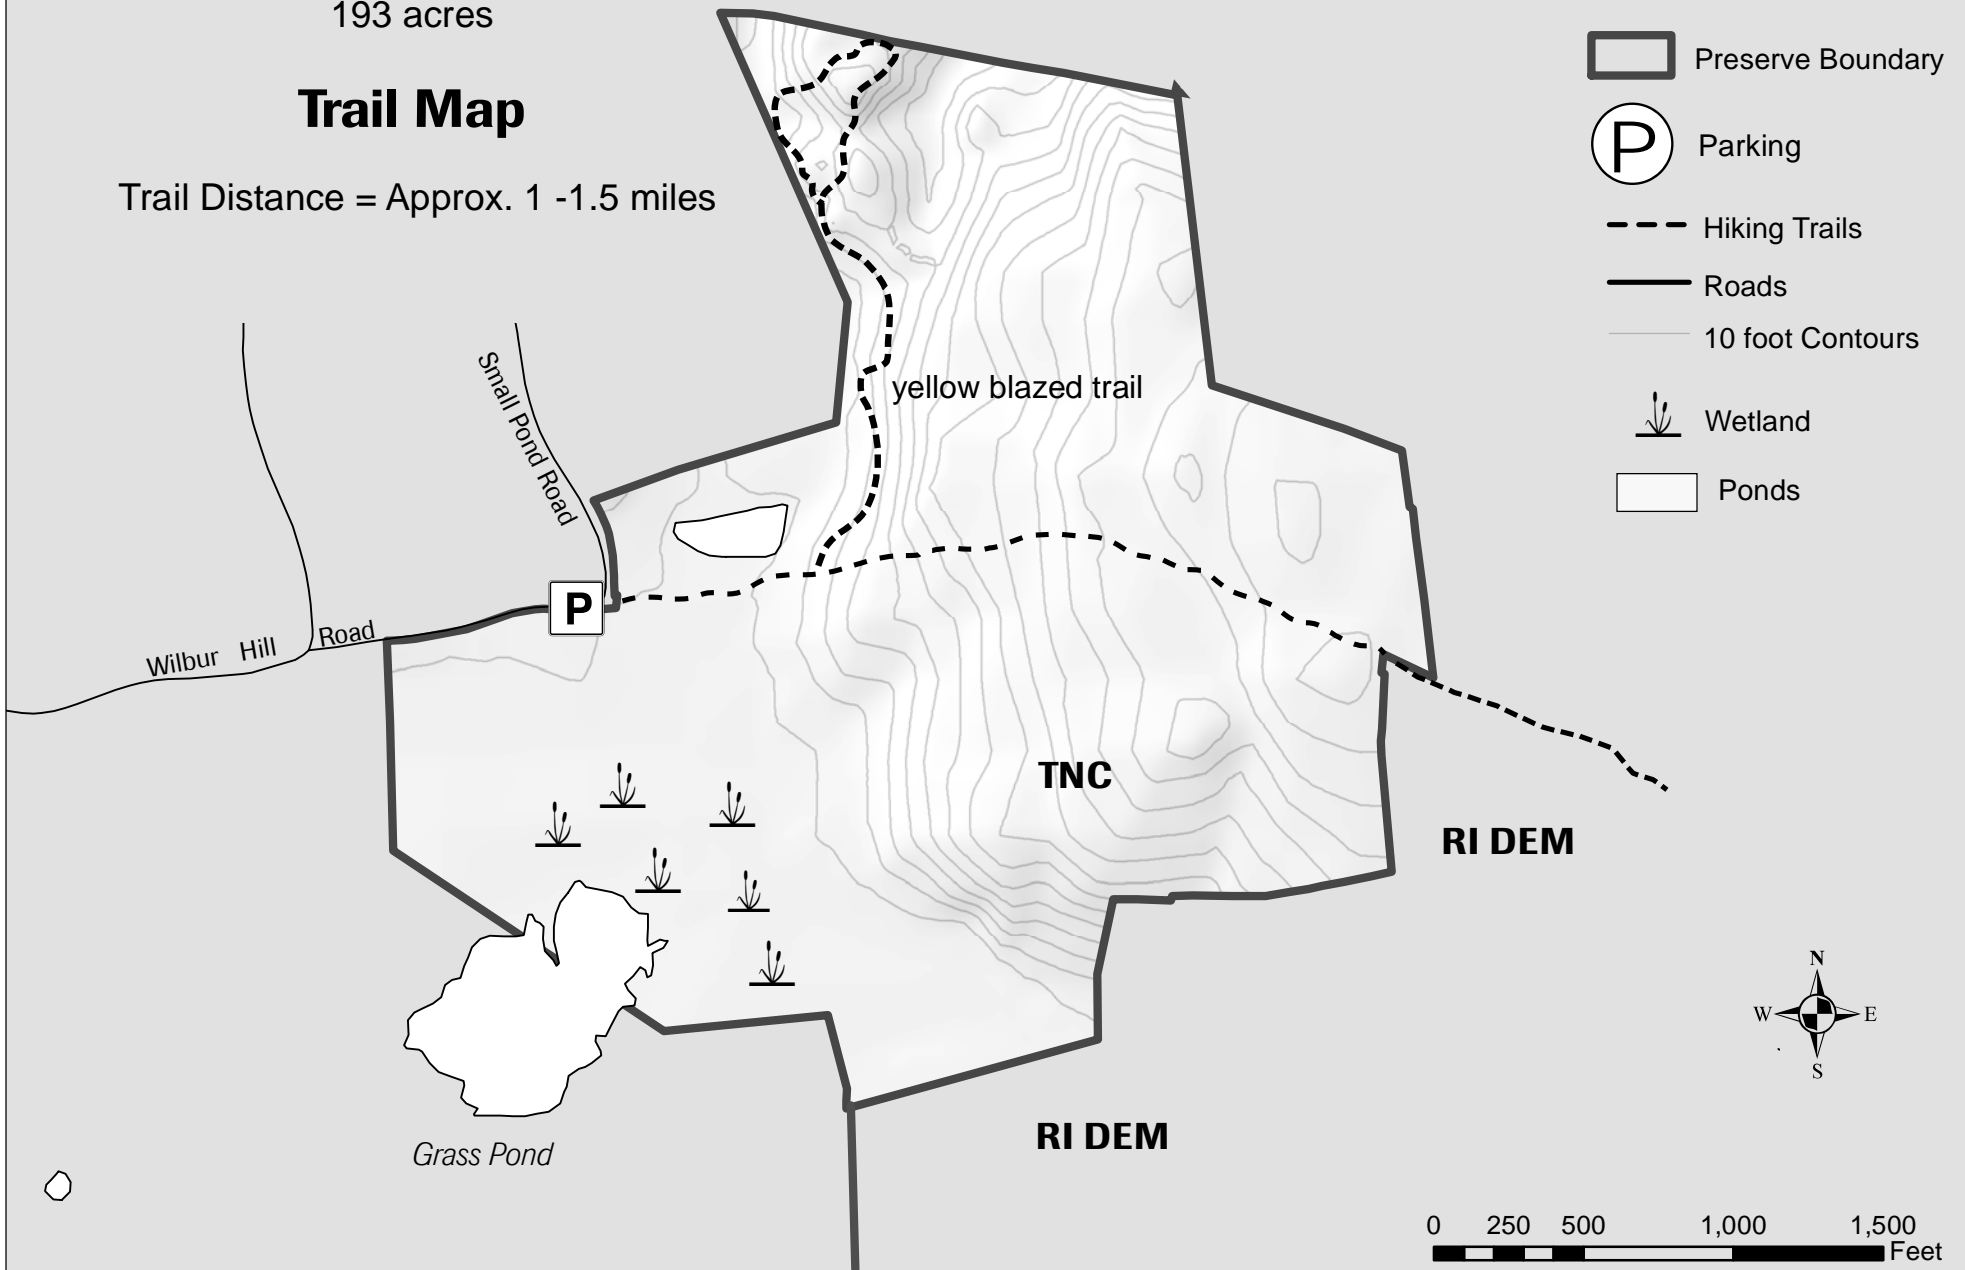 193 acres
Trail Map
Trail Distance = Approx. 1 -1.5 miles
Preserve Boundary
P
Parking
Hiking Trails
Roads
10 foot Contours
Wetland
Ponds
Small Pond Road
yellow blazed trail
P
Wilbur Hill Road
TNC
RI DEM
N
W E
S
RI DEM
Grass Pond
0 250 500 1,000 1,500
Feet